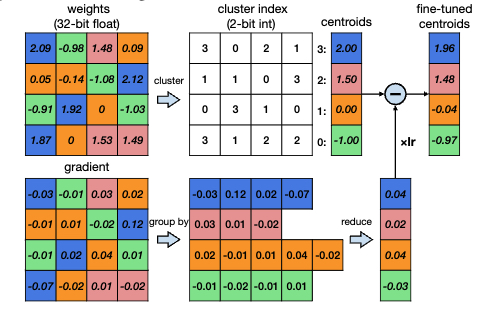 weights
(32-bit float)
cluster index
(2-bit int)
centroids
fine-tuned
centroids
2.09 -0.98 1.48 0.09
0.05 -0.14 -1.08 2.12
-0.91 1.92 0 -1.03
1.87 0 1.53 1.49
cluster
3 0 2 1
1 1 0 3
0 3 1 0
3 1 2 2
3: 2.00
2: 1.50
1: 0.00
0: -1.00
−
×lr
1.96
1.48
-0.04
-0.97
gradient
-0.03 -0.01 0.03 0.02
-0.01 0.01 -0.02 0.12
-0.01 0.02 0.04 0.01
-0.07 -0.02 0.01 -0.02
group by
-0.03 0.12 0.02 -0.07
0.03 0.01 -0.02
0.02 -0.01 0.01 0.04 -0.02
-0.01 -0.02 -0.01 0.01
reduce
0.04
0.02
0.04
-0.03